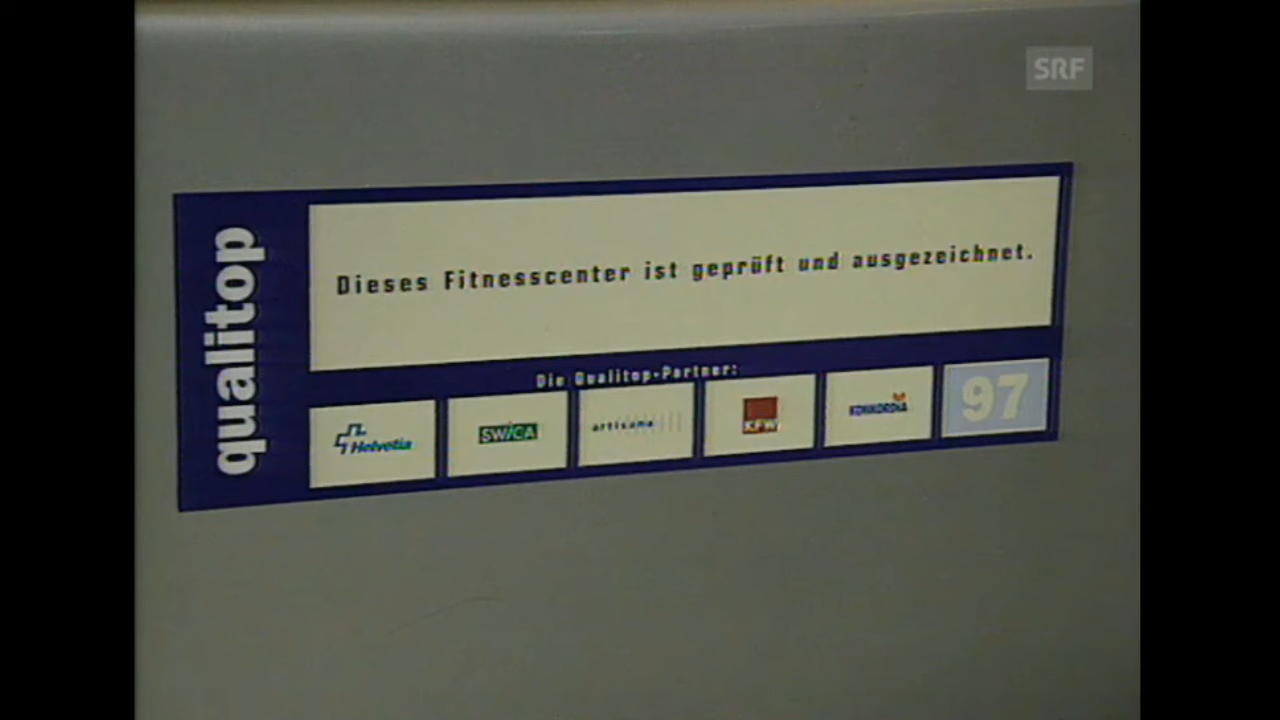 SRF
qualitop
Dieses Fitnesscenter ist geprüft und ausgezeichnet.
Die Qualitop-Partner:
Helvetia
SWICA
artisana
KFW
97